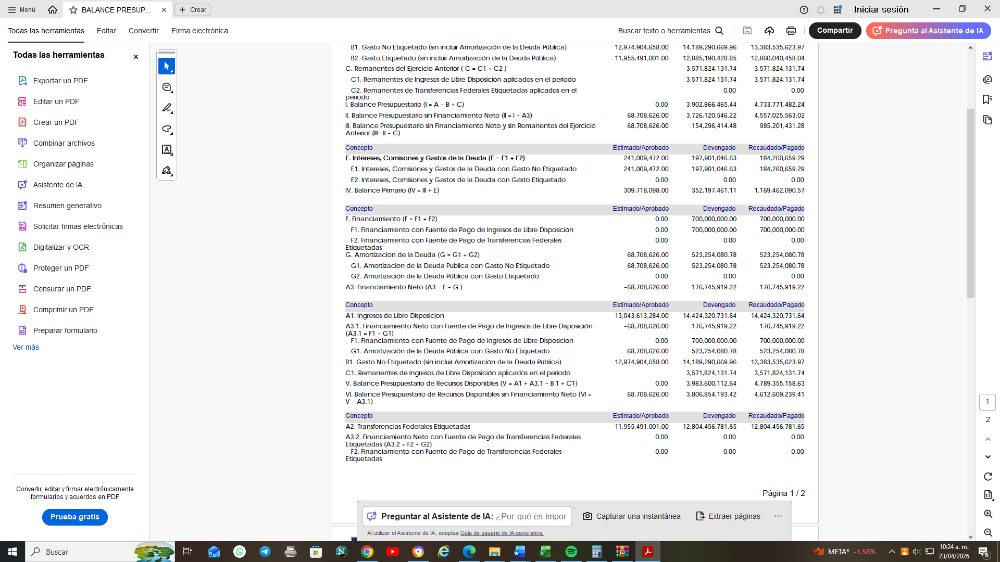 Menú
BALANCE PRESUP...
Crear
Iniciar sesión
Todas las herramientas
Editar
Convertir
Firma electrónica
Buscar texto o herramientas
Compartir
Pregunta al Asistente de IA
Todas las herramientas
Exportar un PDF
Editar un PDF
Crear un PDF
Combinar archivos
Organizar páginas
Asistente de IA
Resumen generativo
Solicitar firmas electrónicas
Digitalizar y OCR
Proteger un PDF
Censurar un PDF
Comprimir un PDF
Preparar formulario
Ver más
Convertir, editar y firmar electrónicamente
formularios y acuerdos en PDF
Prueba gratis
B1. Gasto No Etiquetado (sin incluir Amortización de la Deuda Pública) 12,974,904,658.00 14,189,290,669.96 13,383,535,623.97
B2. Gasto Etiquetado (sin incluir Amortización de la Deuda Pública) 11,955,491,001.00 12,885,190,428.85 12,860,040,458.04
C. Remanentes del Ejercicio Anterior ( C = C1 + C2 ) 3,571,824,131.74 3,571,824,131.74
C1. Remanentes de Ingresos de Libre Disposición aplicados en el periodo 3,571,824,131.74 3,571,824,131.74
C2. Remanentes de Transferencias Federales Etiquetadas aplicados en el 0.00 0.00
periodo
I. Balance Presupuestario (I = A - B + C) 0.00 3,902,866,465.44 4,733,771,482.24
II. Balance Presupuestario sin Financiamiento Neto (II = I - A3) 68,708,626.00 3,726,120,546.22 4,557,025,563.02
III. Balance Presupuestario sin Financiamiento Neto y sin Remanentes del Ejercicio 68,708,626.00 154,296,414.48 985,201,431.28
Anterior (III= II - C)
Concepto Estimado/Aprobado Devengado Recaudado/Pagado
E. Intereses, Comisiones y Gastos de la Deuda (E = E1 + E2) 241,009,472.00 197,901,046.63 184,260,659.29
E1. Intereses, Comisiones y Gastos de la Deuda con Gasto No Etiquetado 241,009,472.00 197,901,046.63 184,260,659.29
E2. Intereses, Comisiones y Gastos de la Deuda con Gasto Etiquetado 0.00 0.00 0.00
IV. Balance Primario (IV = III + E) 309,718,098.00 352,197,461.11 1,169,462,090.57
Concepto Estimado/Aprobado Devengado Recaudado/Pagado
F. Financiamiento (F = F1 + F2) 0.00 700,000,000.00 700,000,000.00
F1. Financiamiento con Fuente de Pago de Ingresos de Libre Disposición 0.00 700,000,000.00 700,000,000.00
F2. Financiamiento con Fuente de Pago de Transferencias Federales 0.00 0.00 0.00
Etiquetadas
G. Amortización de la Deuda (G = G1 + G2) 68,708,626.00 523,254,080.78 523,254,080.78
G1. Amortización de la Deuda Pública con Gasto No Etiquetado 68,708,626.00 523,254,080.78 523,254,080.78
G2. Amortización de la Deuda Pública con Gasto Etiquetado 0.00 0.00 0.00
A3. Financiamiento Neto (A3 = F - G ) -68,708,626.00 176,745,919.22 176,745,919.22
Concepto Estimado/Aprobado Devengado Recaudado/Pagado
A1. Ingresos de Libre Disposición 13,043,613,284.00 14,424,320,731.64 14,424,320,731.64
A3.1. Financiamiento Neto con Fuente de Pago de Ingresos de Libre Disposición -68,708,626.00 176,745,919.22 176,745,919.22
(A3.1 = F1 - G1)
F1. Financiamiento con Fuente de Pago de Ingresos de Libre Disposición 0.00 700,000,000.00 700,000,000.00
G1. Amortización de la Deuda Pública con Gasto No Etiquetado 68,708,626.00 523,254,080.78 523,254,080.78
B1. Gasto No Etiquetado (sin incluir Amortización de la Deuda Pública) 12,974,904,658.00 14,189,290,669.96 13,383,535,623.97
C1. Remanentes de Ingresos de Libre Disposición aplicados en el periodo 3,571,824,131.74 3,571,824,131.74
V. Balance Presupuestario de Recursos Disponibles (V = A1 + A3.1 - B 1 + C1) 0.00 3,983,600,112.64 4,789,355,158.63
VI. Balance Presupuestario de Recursos Disponibles sin Financiamiento Neto (VI = 68,708,626.00 3,806,854,193.42 4,612,609,239.41
V - A3.1)
Concepto Estimado/Aprobado Devengado Recaudado/Pagado
A2. Transferencias Federales Etiquetadas 11,955,491,001.00 12,804,456,781.65 12,804,456,781.65
A3.2. Financiamiento Neto con Fuente de Pago de Transferencias Federales 0.00 0.00 0.00
Etiquetadas (A3.2 = F2 - G2)
F2. Financiamiento con Fuente de Pago de Transferencias Federales 0.00 0.00 0.00
Etiquetadas
Página 1 / 2
Preguntar al Asistente de IA: ¿Por qué es impor
Capturar una instantánea
Extraer páginas
Al utilizar el Asistente de IA, aceptas Guía de usuario de IA generativa.
1
2
Buscar
META* -1.58%
10:24 a. m.
23/04/2026
6